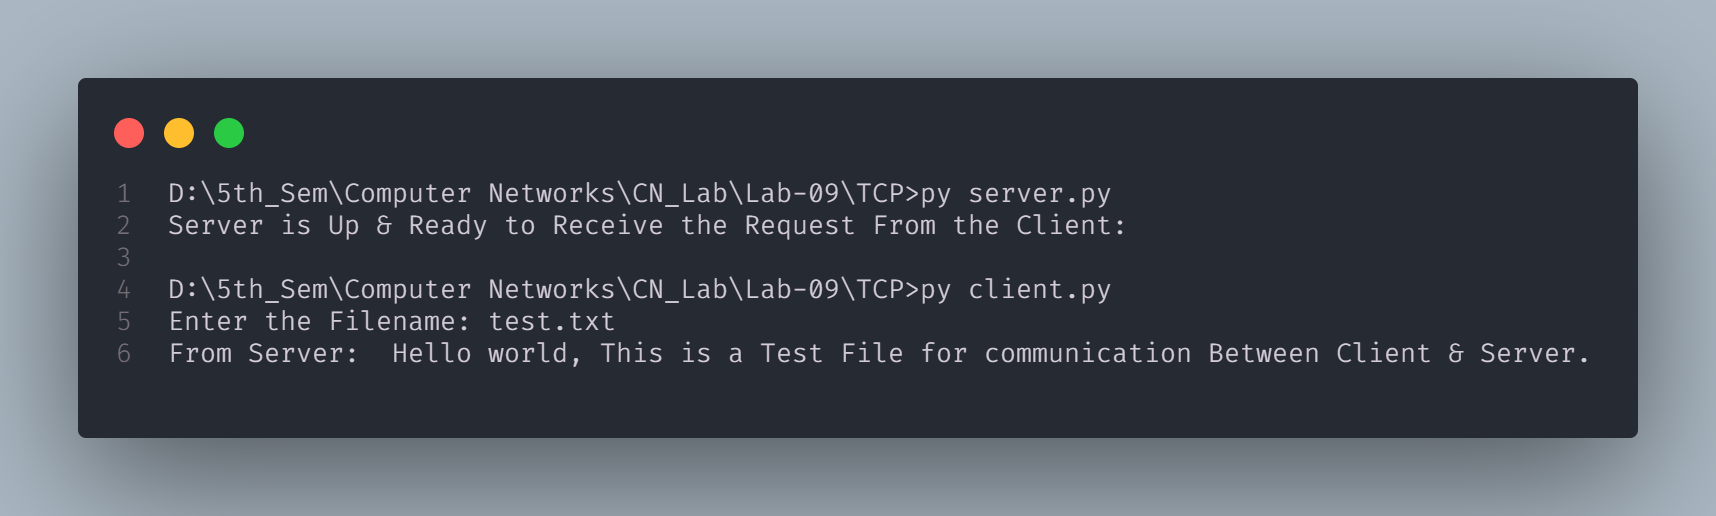 1 D:\5th_Sem\Computer Networks\CN_Lab\Lab-09\TCP>py server.py
2 Server is Up & Ready to Receive the Request From the Client:
3
4 D:\5th_Sem\Computer Networks\CN_Lab\Lab-09\TCP>py client.py
5 Enter the Filename: test.txt
6 From Server:  Hello world, This is a Test File for communication Between Client & Server.